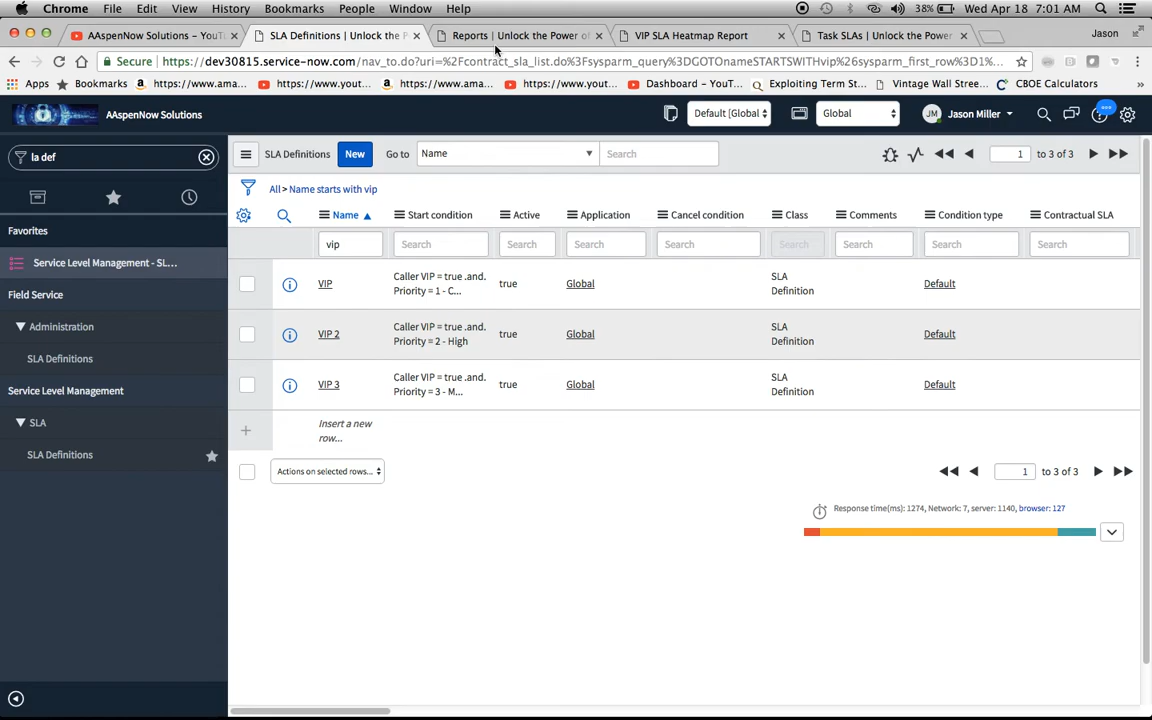 Chrome File Edit View History Bookmarks People Window Help 38% Wed Apr 18 7:01 AM
AAspenNow Solutions – YouTu SLA Definitions | Unlock the P Reports | Unlock the Power of VIP SLA Heatmap Report Task SLAs | Unlock the Power Jason
Secure https://dev30815.service-now.com/nav_to.do?uri=%2Fcontract_sla_list.do%3Fsysparm_query%3DGOTOnameSTARTSWITHvip%26sysparm_first_row%3D1%...
Apps Bookmarks https://www.ama... https://www.yout... https://www.ama... https://www.yout... Dashboard – YouT... Exploiting Term St... Vintage Wall Stree... CBOE Calculators »
AAspenNow Solutions Default [Global Global JM Jason Miller
la def
SLA Definitions New Go to Name Search 1 to 3 of 3
All > Name starts with vip
Name Start condition Active Application Cancel condition Class Comments Condition type Contractual SLA
vip Search Search Search Search Search Search Search Search
Favorites
Service Level Management - SL...
Field Service
Administration
SLA Definitions
Service Level Management
SLA
SLA Definitions
VIP Caller VIP = true .and. Priority = 1 - C... true Global SLA Definition Default
VIP 2 Caller VIP = true .and. Priority = 2 - High true Global SLA Definition Default
VIP 3 Caller VIP = true .and. Priority = 3 - M... true Global SLA Definition Default
Insert a new
row...
Actions on selected rows... 1 to 3 of 3
Response time(ms): 1274, Network: 7, server: 1140, browser: 127